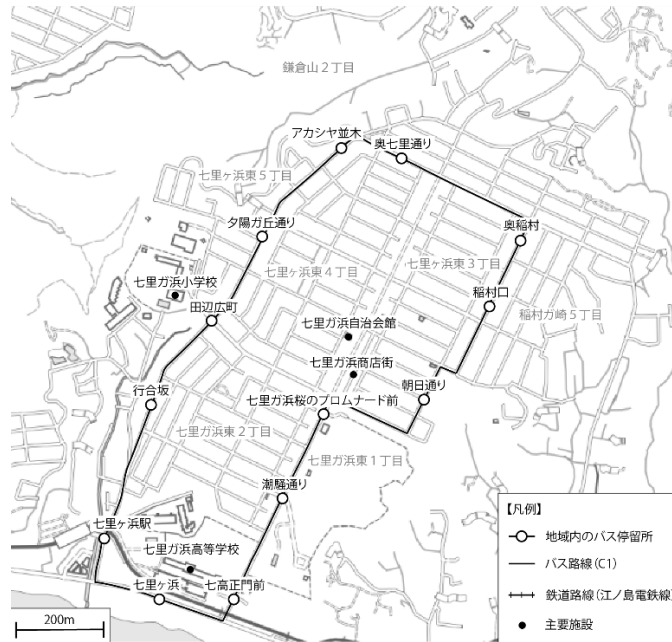 鎌倉山２丁目
アカシヤ並木
奥七里通り
七里ヶ浜東５丁目
夕陽ガ丘通り
奥稲村
七里ヶ浜東４丁目
七里ヶ浜東３丁目
七里ガ浜小学校
稲村口
田辺広町
稲村ガ崎５丁目
七里ガ浜自治会館
七里ガ浜商店街
行合坂
朝日通り
七里ガ浜桜のプロムナード前
七里ガ浜東２丁目
七里ガ浜東１丁目
潮騒通り
【凡例】
七里ヶ浜駅
地域内のバス停留所
七里ガ浜高等学校
バス路線（C1）
七里ヶ浜
七高正門前
鉄道路線（江ノ島電鉄線）
200m
主要施設